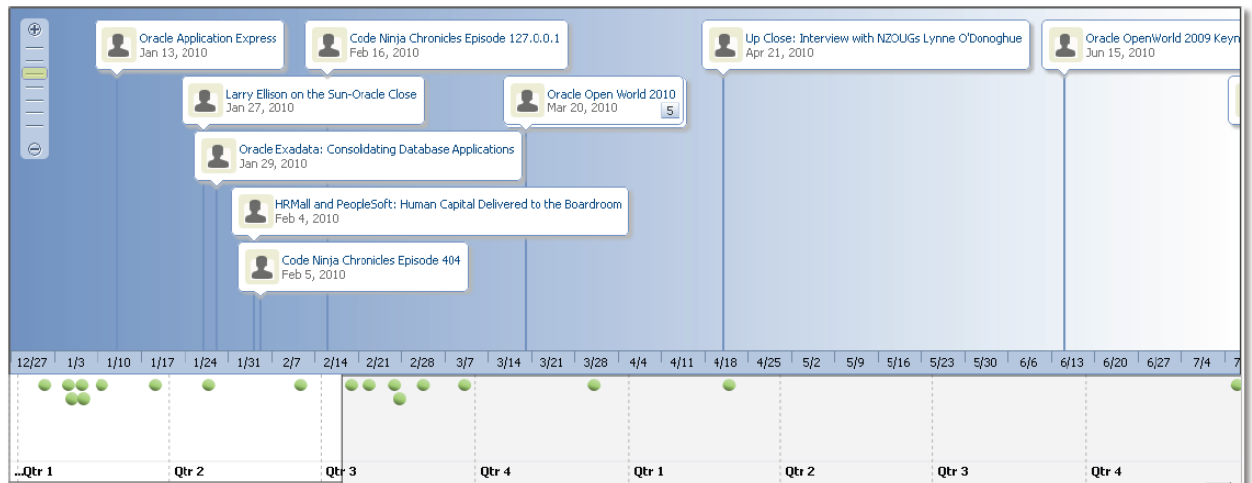 Oracle Application Express
Jan 13, 2010
Code Ninja Chronicles Episode 127.0.0.1
Feb 16, 2010
Up Close: Interview with NZOUGs Lynne O'Donoghue
Apr 21, 2010
Oracle OpenWorld 2009 Keyn
Jun 15, 2010
Larry Ellison on the Sun-Oracle Close
Jan 27, 2010
Oracle Open World 2010
Mar 20, 2010
5
Oracle Exadata: Consolidating Database Applications
Jan 29, 2010
HRMall and PeopleSoft: Human Capital Delivered to the Boardroom
Feb 4, 2010
Code Ninja Chronicles Episode 404
Feb 5, 2010
12/27 1/3 1/10 1/17 1/24 1/31 2/7 2/14 2/21 2/28 3/7 3/14 3/21 3/28 4/4 4/11 4/18 4/25 5/2 5/9 5/16 5/23 5/30 6/6 6/13 6/20 6/27 7/4 7
...Qtr 1 Qtr 2 Qtr 3 Qtr 4 Qtr 1 Qtr 2 Qtr 3 Qtr 4